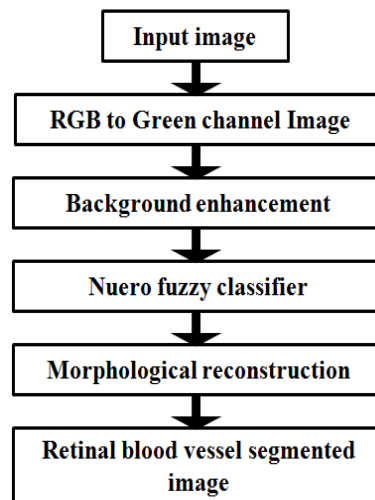 Input image
RGB to Green channel Image
Background enhancement
Nuero fuzzy classifier
Morphological reconstruction
Retinal blood vessel segmented
image